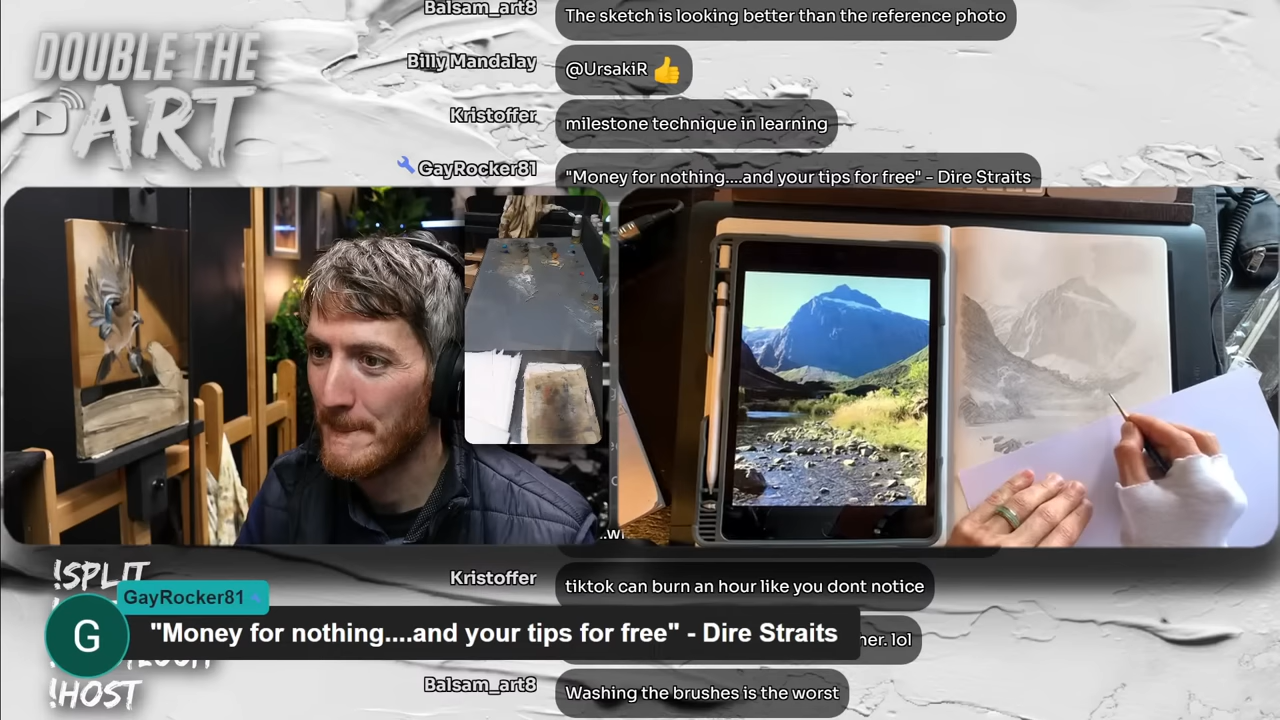 Balsam_art8
The sketch is looking better than the reference photo
DOUBLE THE
ART
Billy Mandalay
@UrsakiR 👍
Kristoffer
milestone technique in learning
GayRocker81
"Money for nothing....and your tips for free" - Dire Straits
!SPLIT
Kristoffer
tiktok can burn an hour like you dont notice
GayRocker81
G
"Money for nothing....and your tips for free" - Dire Straits
lol
!HOST
Balsam_art8
Washing the brushes is the worst